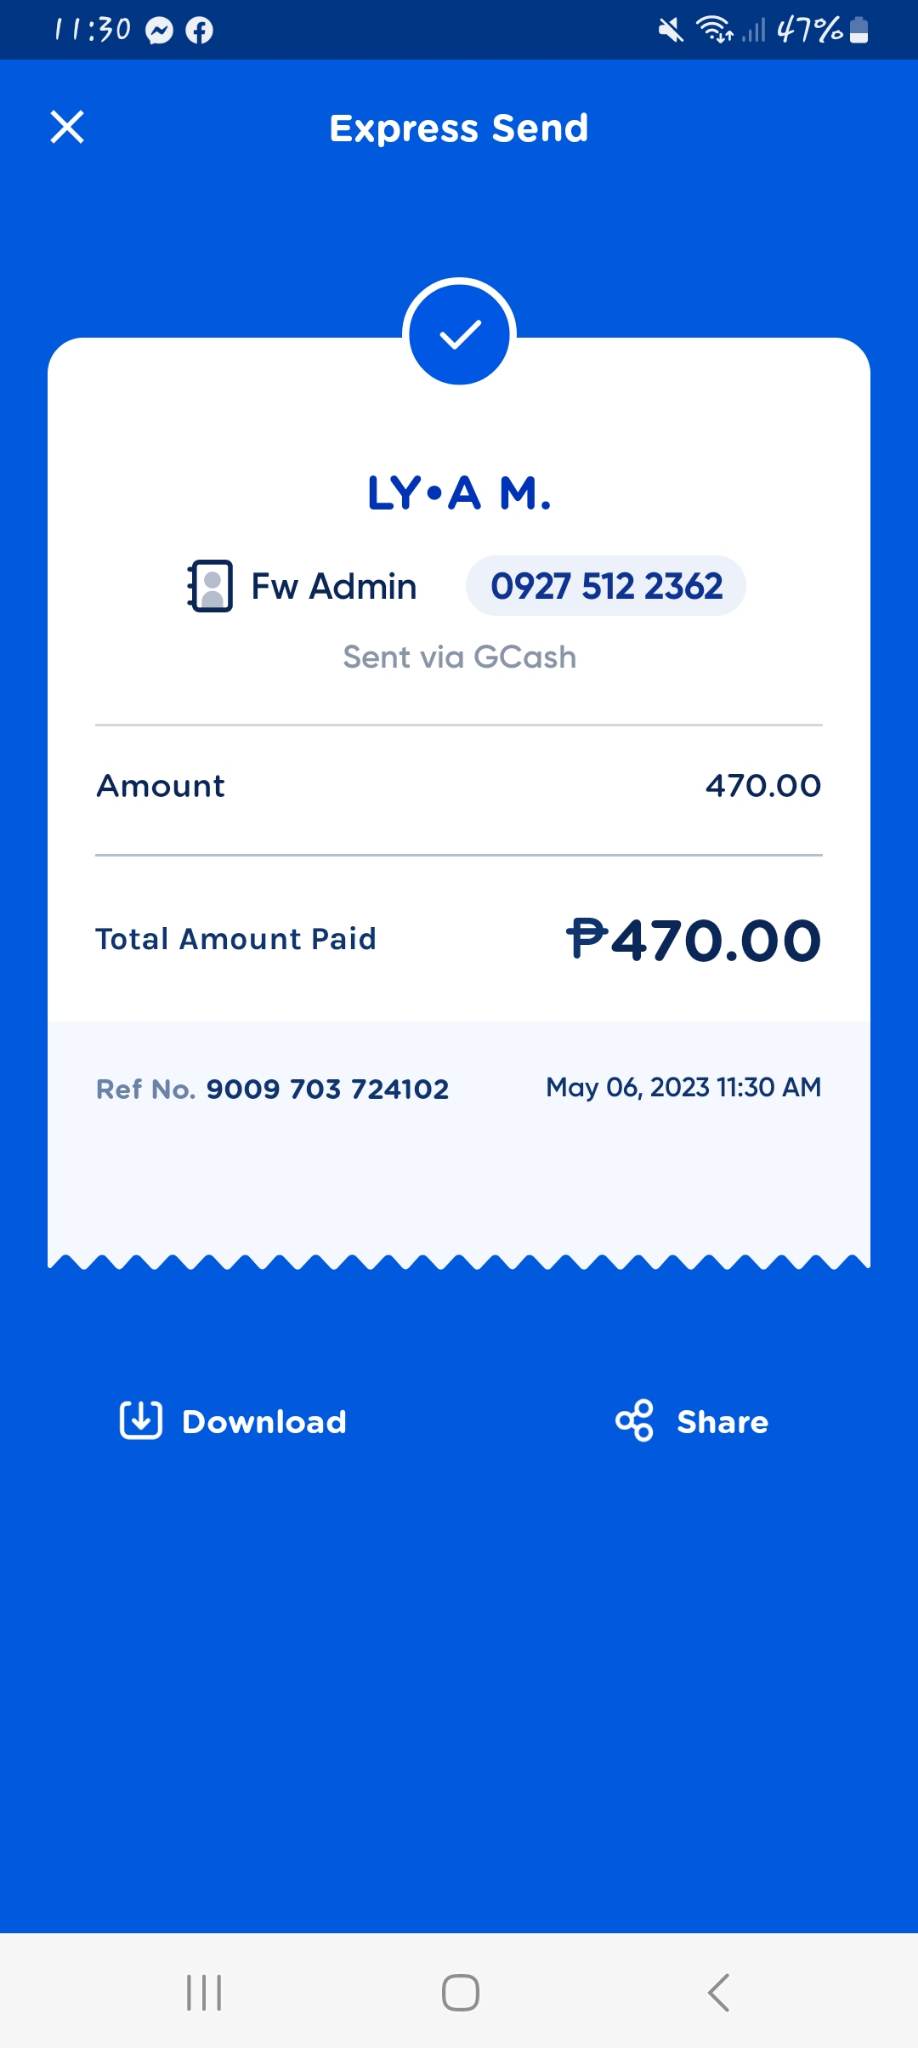 11:30 47%
Express Send
LY•A M.
Fw Admin 0927 512 2362
Sent via GCash
Amount 470.00
Total Amount Paid ₱470.00
Ref No. 9009 703 724102 May 06, 2023 11:30 AM
Download Share